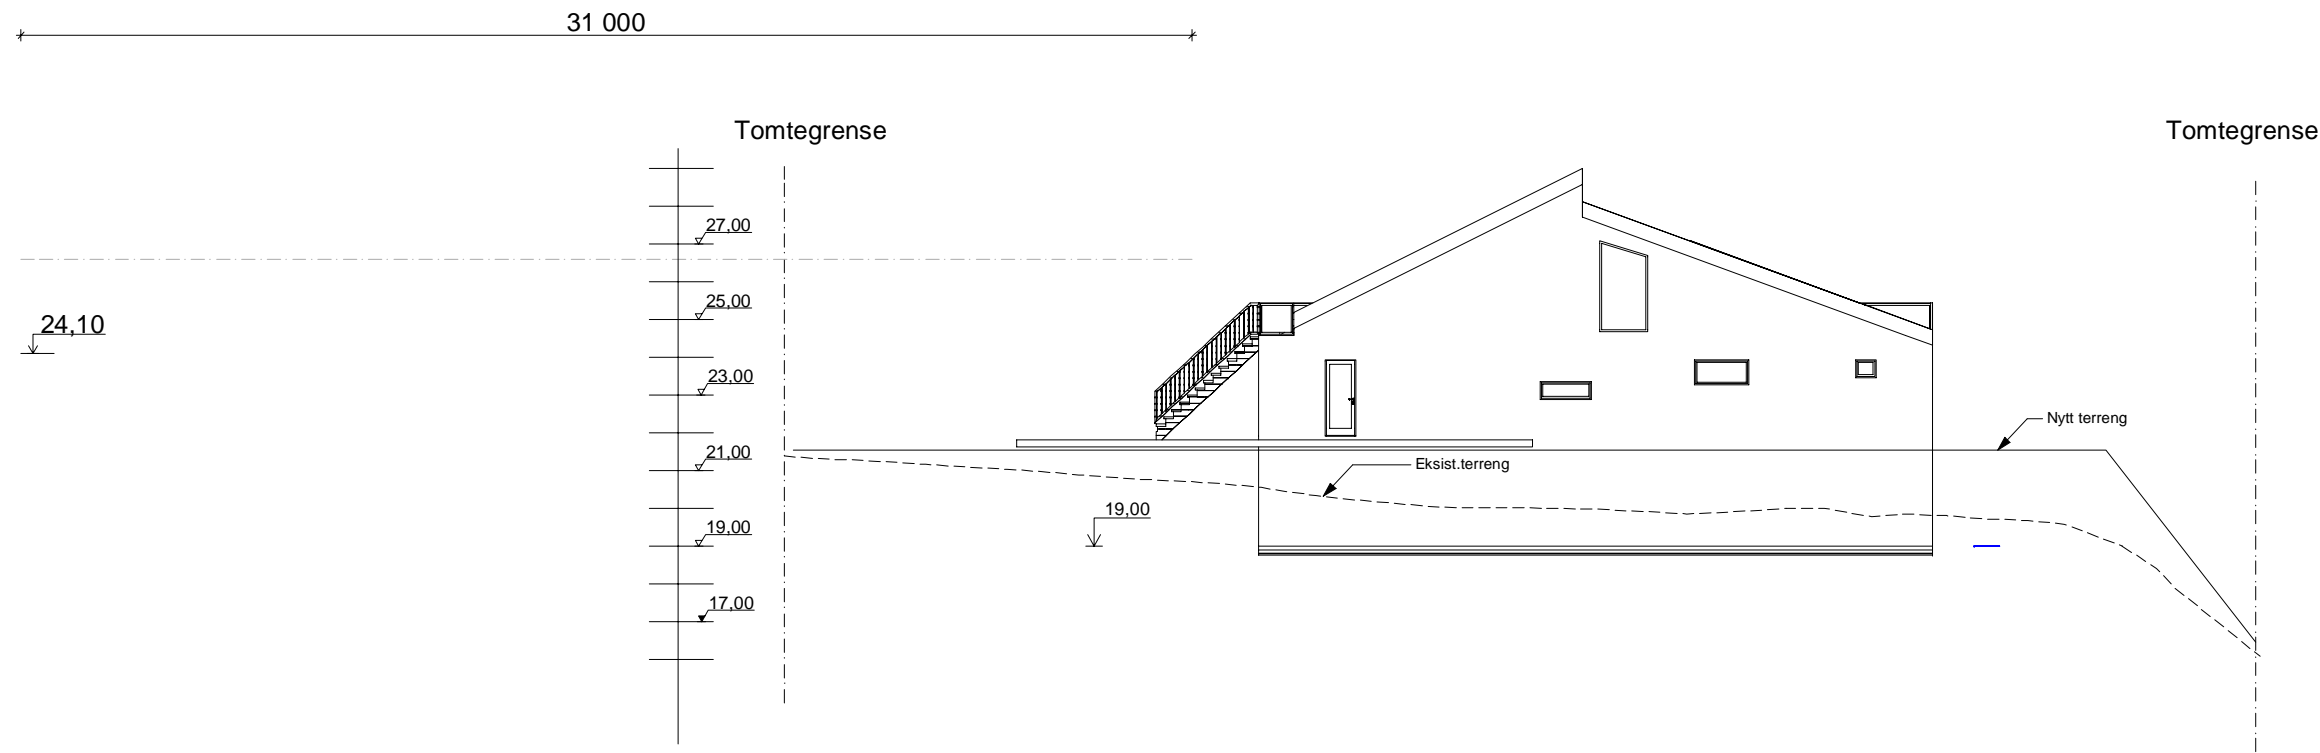 31 000
Tomtegrense
Tomtegrense
27,00
25,00
24,10
23,00
Nytt terreng
21,00
Eksist.terreng
19,00
19,00
17,00